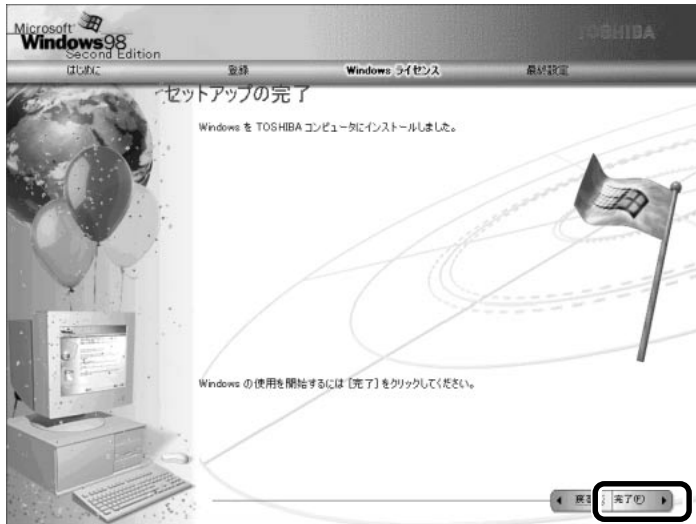 Microsoft
Windows98
Second Edition
TOSHIBA
はじめに 登録 Windows ライセンス 最終設定
セットアップの完了
Windows を TOSHIBA コンピュータにインストールしました。
Windows の使用を開始するには [完了] をクリックしてください。
完了(F)